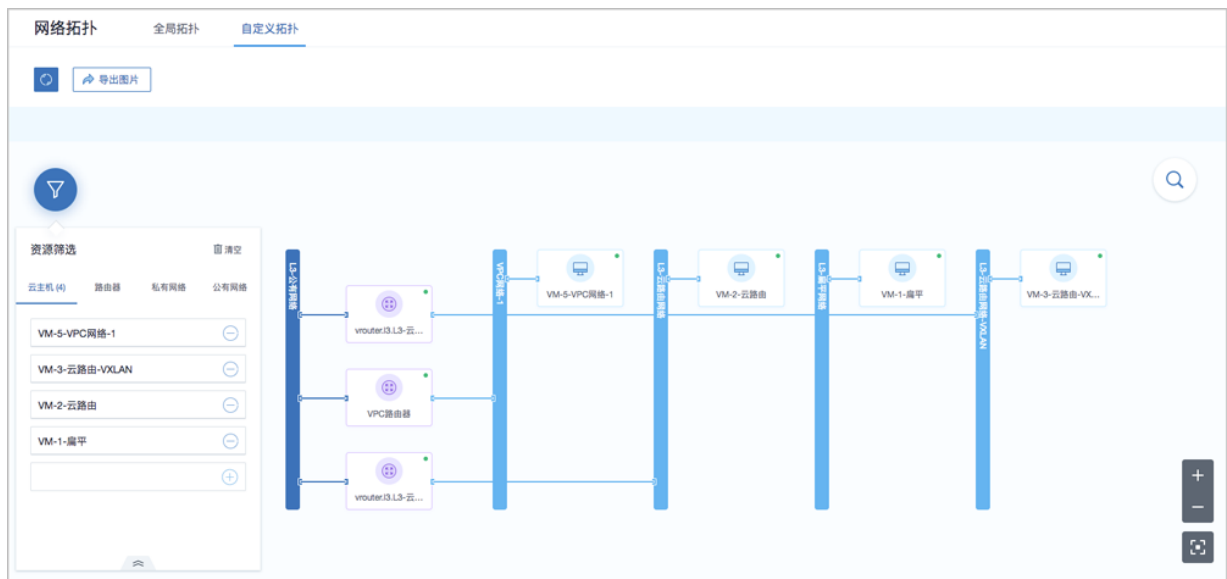 网络拓扑
全局拓扑
自定义拓扑
导出图片
资源筛选
清空
云主机 (4)
路由器
私有网络
公有网络
VM-5-VPC网络-1
VM-3-云路由-VXLAN
VM-2-云路由
VM-1-扁平
L3-公有网络
vrouter.l3.L3-云...
VPC路由器
vrouter.l3.L3-云...
VPC网络-1
VM-5-VPC网络-1
L3-云路由网络
VM-2-云路由
L3-扁平网络
VM-1-扁平
L3-云路由网络-VXLAN
VM-3-云路由-VX...